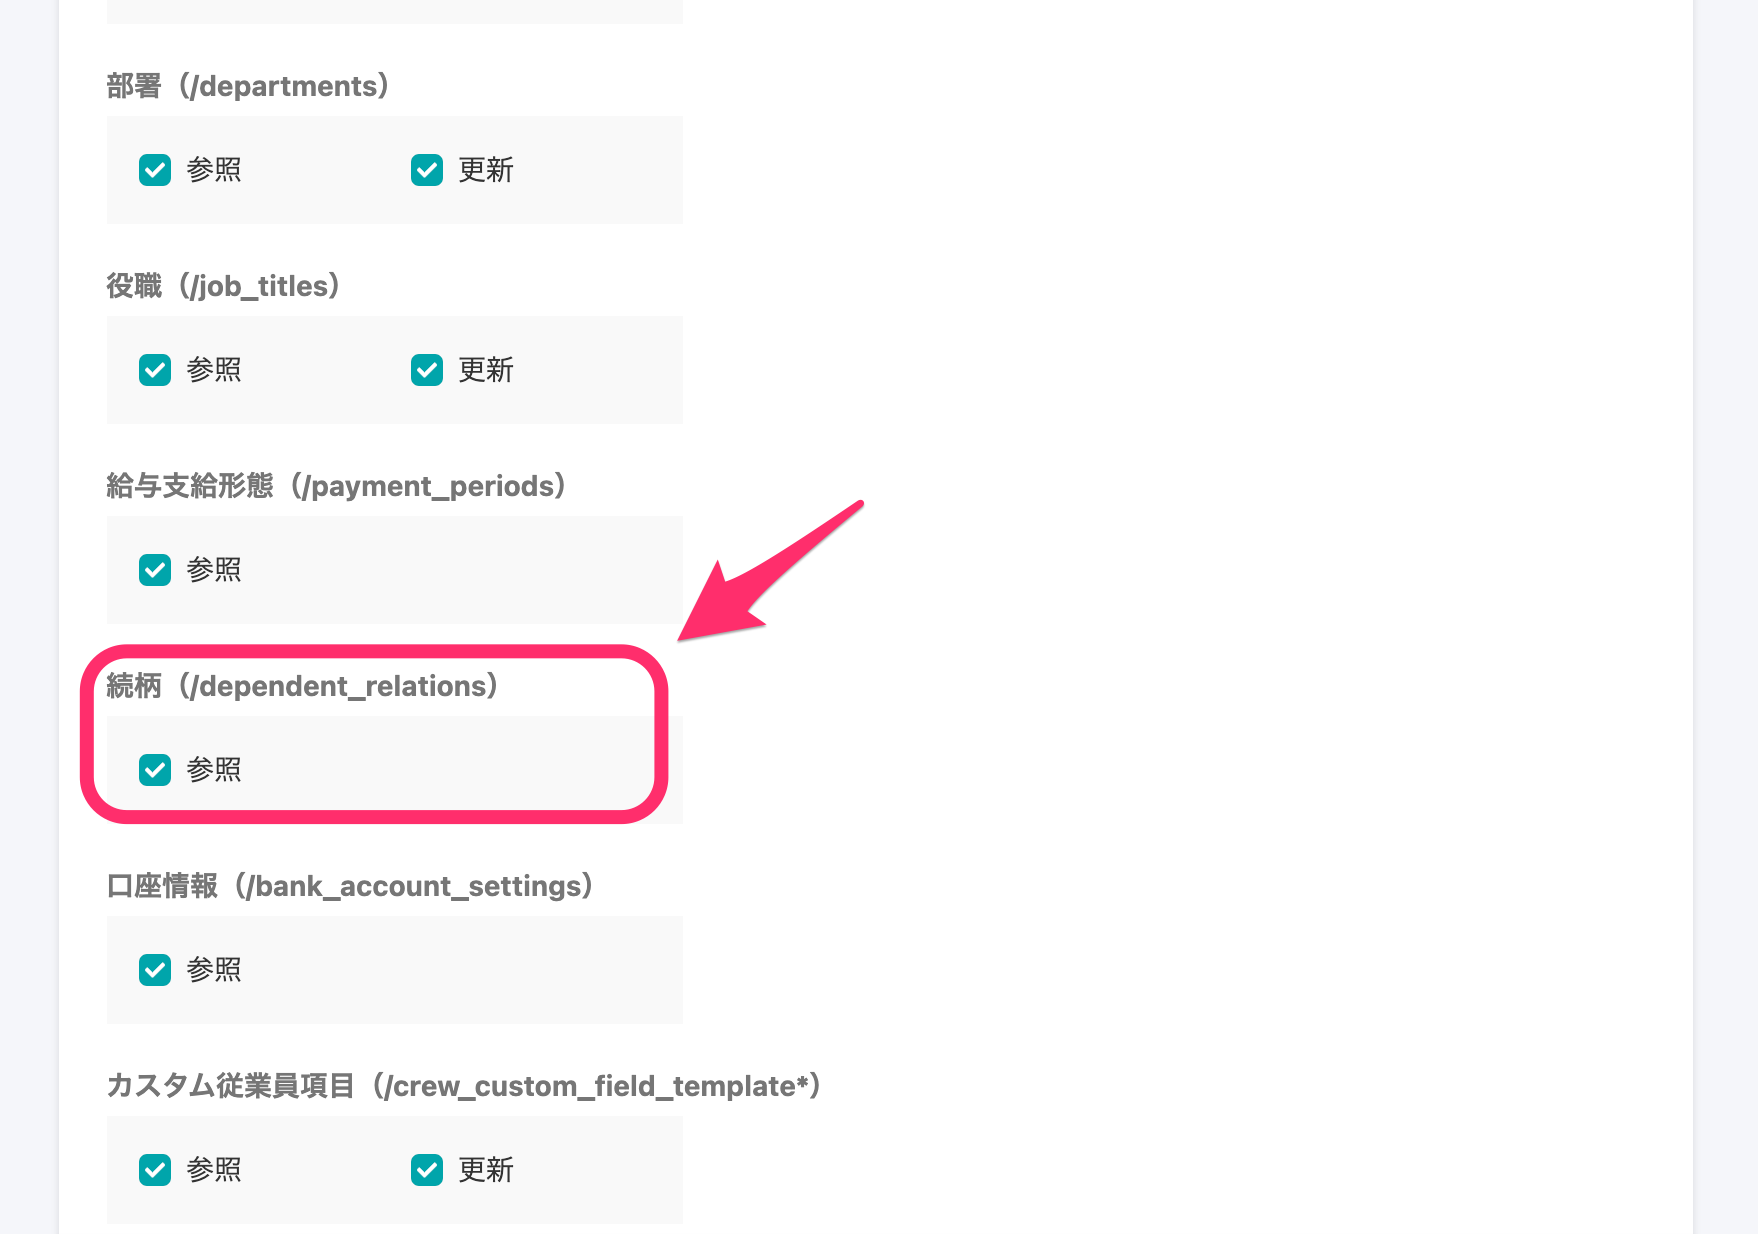 部署（/departments）
参照 更新
役職（/job_titles）
参照 更新
給与支給形態（/payment_periods）
参照
続柄（/dependent_relations）
参照
口座情報（/bank_account_settings）
参照
カスタム従業員項目（/crew_custom_field_template*）
参照 更新